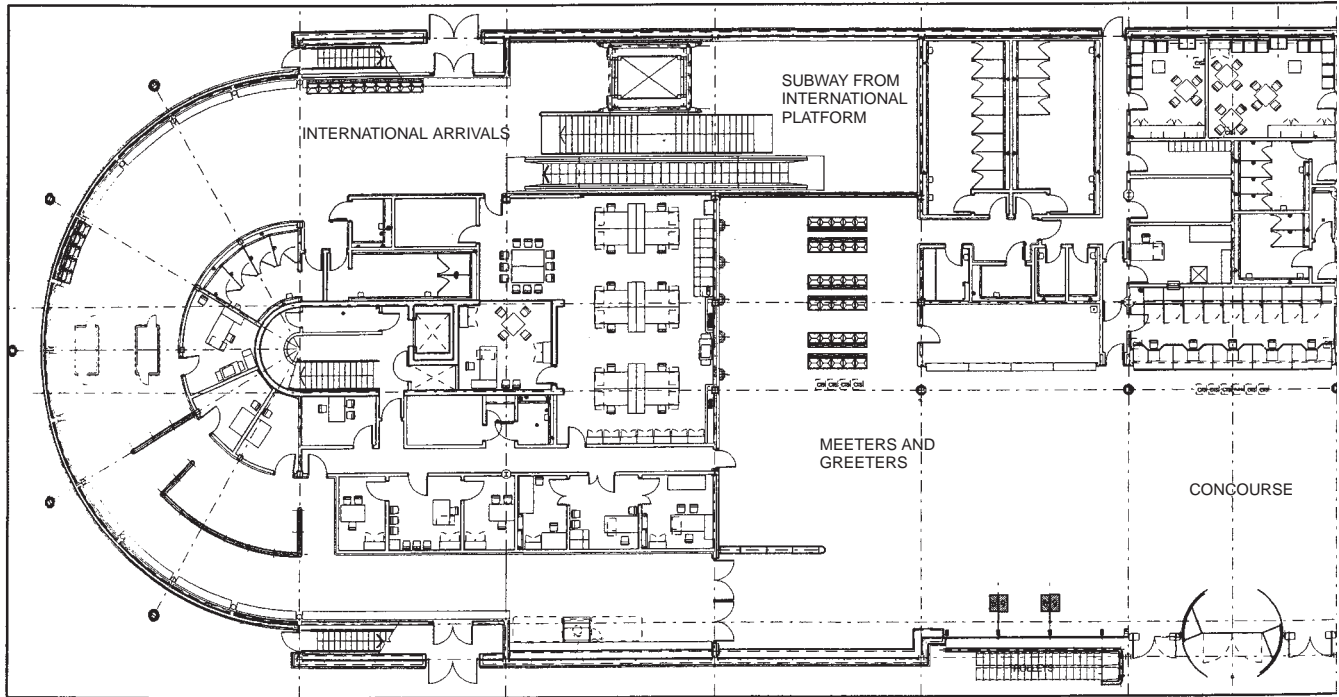 INTERNATIONAL ARRIVALS
SUBWAY FROM
INTERNATIONAL
PLATFORM
MEETERS AND
GREETERS
CONCOURSE